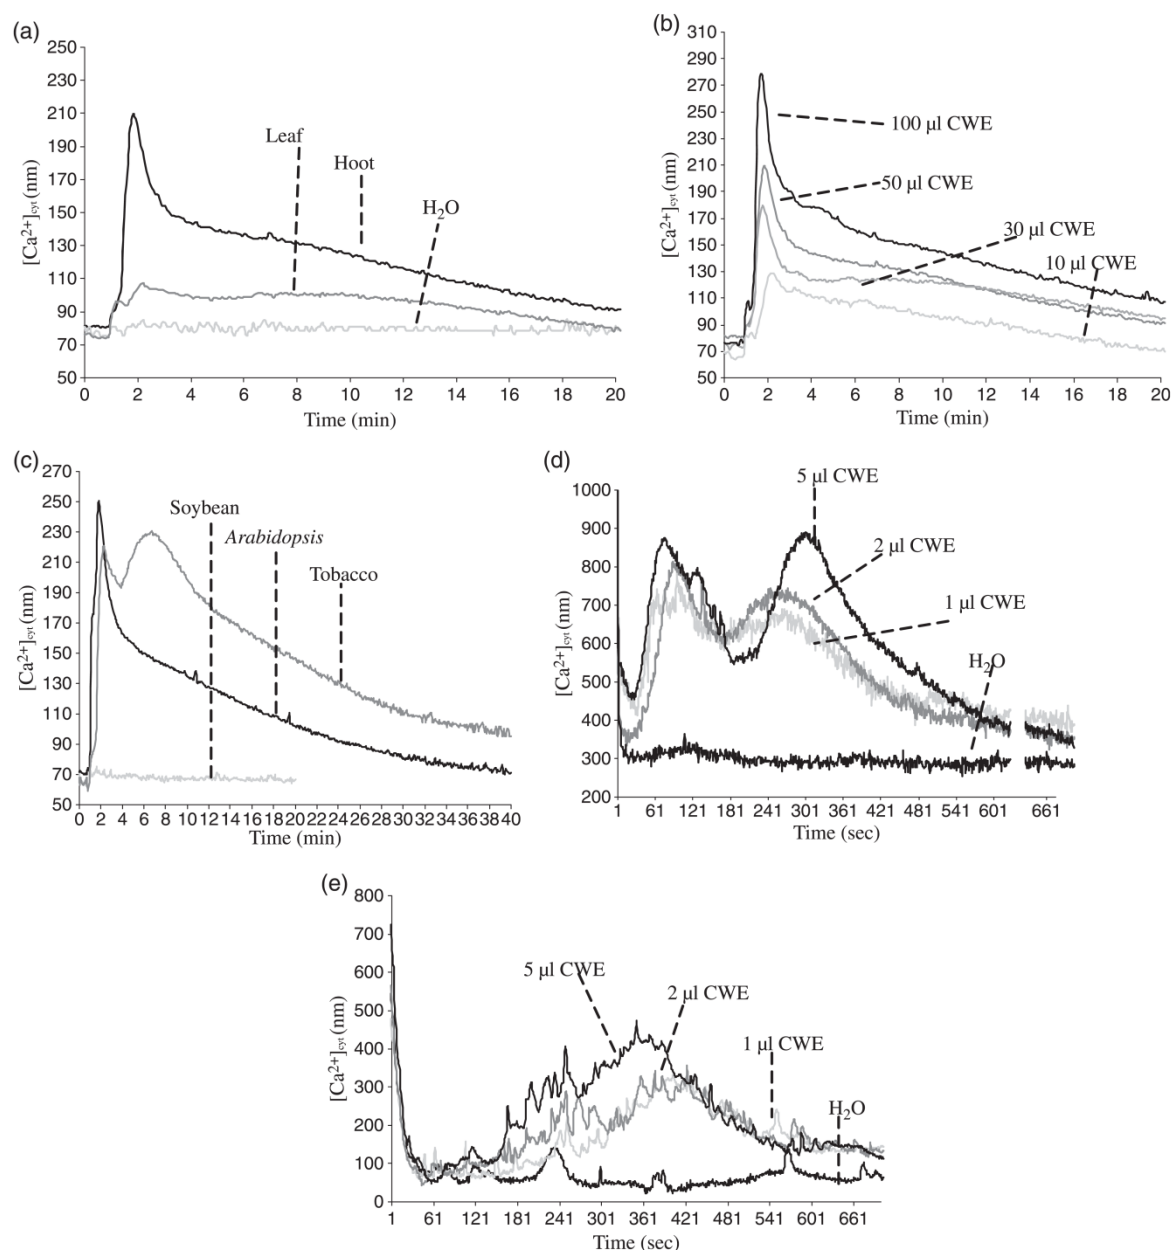 (a)
250
230
210
190
170
150
130
110
90
70
50
[Ca²⁺]cyt (nm)
Leaf
Hoot
H₂O
0 2 4 6 8 10 12 14 16 18 20
Time (min)
(b)
310
290
270
250
230
210
190
170
150
130
110
90
70
50
[Ca²⁺]cyt (nm)
100 µl CWE
50 µl CWE
30 µl CWE
10 µl CWE
0 2 4 6 8 10 12 14 16 18 20
Time (min)
(c)
270
250
230
210
190
170
150
130
110
90
70
50
[Ca²⁺]cyt (nm)
Soybean
Arabidopsis
Tobacco
0 2 4 6 8 10 12 14 16 18 20 22 24 26 28 30 32 34 36 38 40
Time (min)
(d)
1000
900
800
700
600
500
400
300
200
[Ca²⁺]cyt (nm)
5 µl CWE
2 µl CWE
1 µl CWE
H₂O
1 61 121 181 241 301 361 421 481 541 601 661
Time (sec)
(e)
800
700
600
500
400
300
200
100
0
[Ca²⁺]cyt (nm)
5 µl CWE
2 µl CWE
1 µl CWE
H₂O
1 61 121 181 241 301 361 421 481 541 601 661
Time (sec)